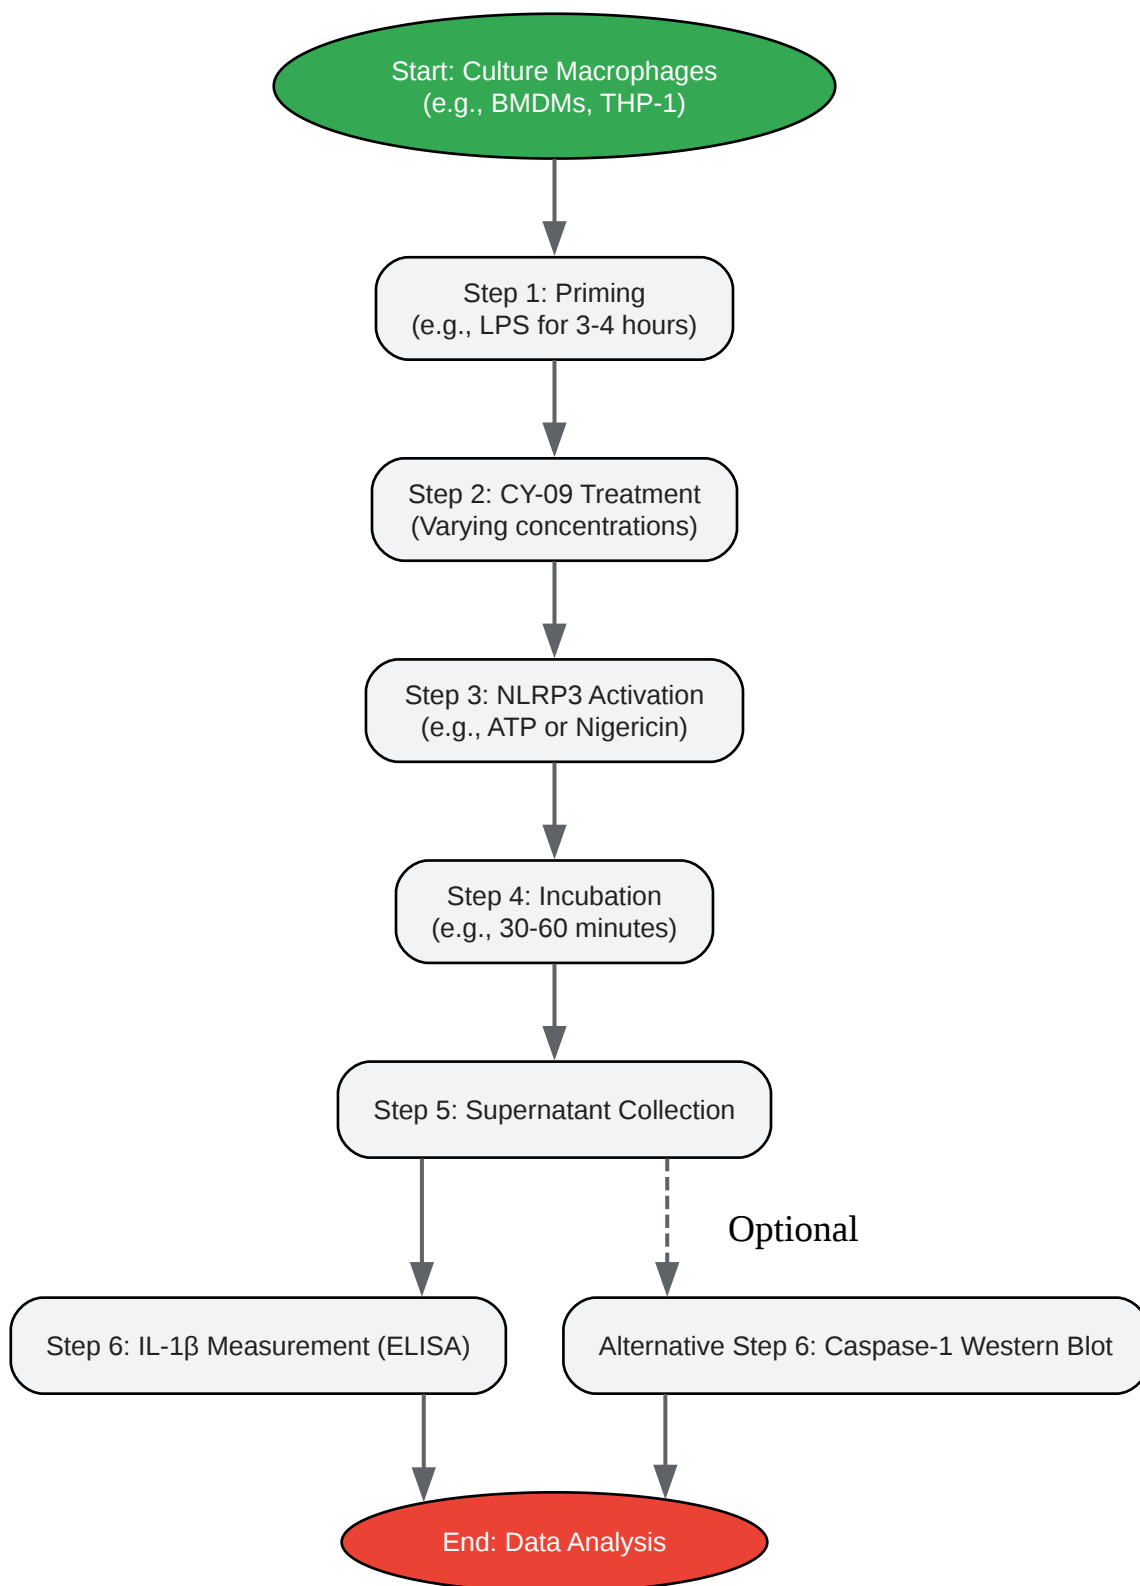 Start: Culture Macrophages
(e.g., BMDMs, THP-1)
Step 1: Priming
(e.g., LPS for 3-4 hours)
Step 2: CY-09 Treatment
(Varying concentrations)
Step 3: NLRP3 Activation
(e.g., ATP or Nigericin)
Step 4: Incubation
(e.g., 30-60 minutes)
Step 5: Supernatant Collection
Optional
Step 6: IL-1β Measurement (ELISA)
Alternative Step 6: Caspase-1 Western Blot
End: Data Analysis